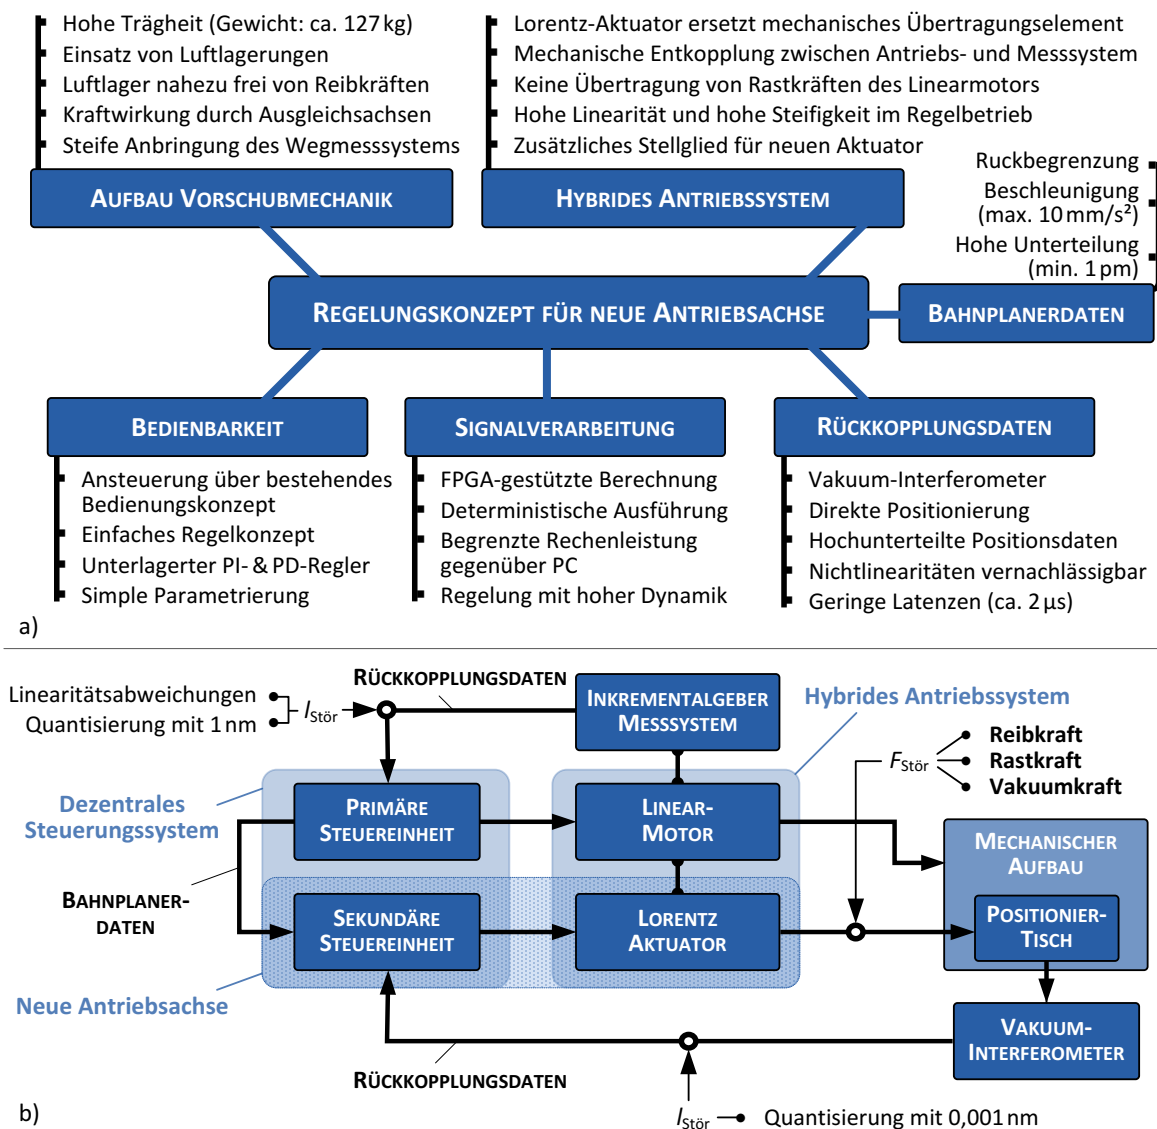 Hohe Trägheit (Gewicht: ca. 127 kg)
Einsatz von Luftlagerungen
Luftlager nahezu frei von Reibkräften
Kraftwirkung durch Ausgleichsachsen
Steife Anbringung des Wegmesssystems
AUFBAU VORSCHUBMECHANIK
Lorentz-Aktuator ersetzt mechanisches Übertragungselement
Mechanische Entkopplung zwischen Antriebs- und Messsystem
Keine Übertragung von Rastkräften des Linearmotors
Hohe Linearität und hohe Steifigkeit im Regelbetrieb
Zusätzliches Stellglied für neuen Aktuator
HYBRIDES ANTRIEBSSYSTEM
Ruckbegrenzung
Beschleunigung
(max. 10 mm/s²)
Hohe Unterteilung
(min. 1 pm)
BAHNPLANERDATEN
REGELUNGSKONZEPT FÜR NEUE ANTRIEBSACHSE
BEDIENBARKEIT
Ansteuerung über bestehendes
Bedienungskonzept
Einfaches Regelkonzept
Unterlagerter PI- & PD-Regler
Simple Parametrierung
SIGNALVERARBEITUNG
FPGA-gestützte Berechnung
Deterministische Ausführung
Begrenzte Rechenleistung
gegenüber PC
Regelung mit hoher Dynamik
RÜCKKOPPLUNGSDATEN
Vakuum-Interferometer
Direkte Positionierung
Hochunterteilte Positionsdaten
Nichtlinearitäten vernachlässigbar
Geringe Latenzen (ca. 2 µs)
a)
Linearitätsabweichungen
Quantisierung mit 1 nm
IStör
RÜCKKOPPLUNGSDATEN
INKREMENTALGEBER
MESSSYSTEM
Hybrides Antriebssystem
FStör
Reibkraft
Rastkraft
Vakuumkraft
Dezentrales
Steuerungssystem
PRIMÄRE
STEUEREINHEIT
LINEAR-
MOTOR
MECHANISCHER
AUFBAU
BAHNPLANER-
DATEN
SEKUNDÄRE
STEUEREINHEIT
LORENTZ
AKTUATOR
POSITIONIER-
TISCH
Neue Antriebsachse
VAKUUM-
INTERFEROMETER
RÜCKKOPPLUNGSDATEN
IStör
Quantisierung mit 0,001 nm
b)